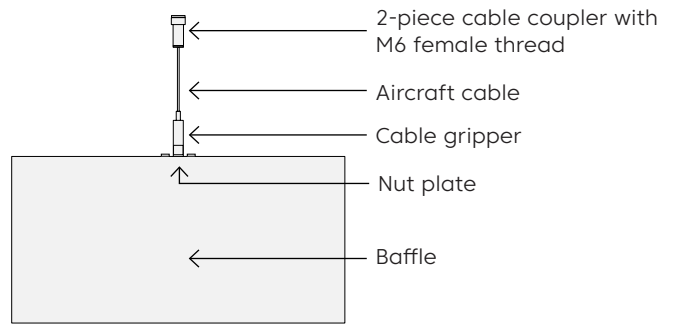 2-piece cable coupler with
M6 female thread
Aircraft cable
Cable gripper
Nut plate
Baffle